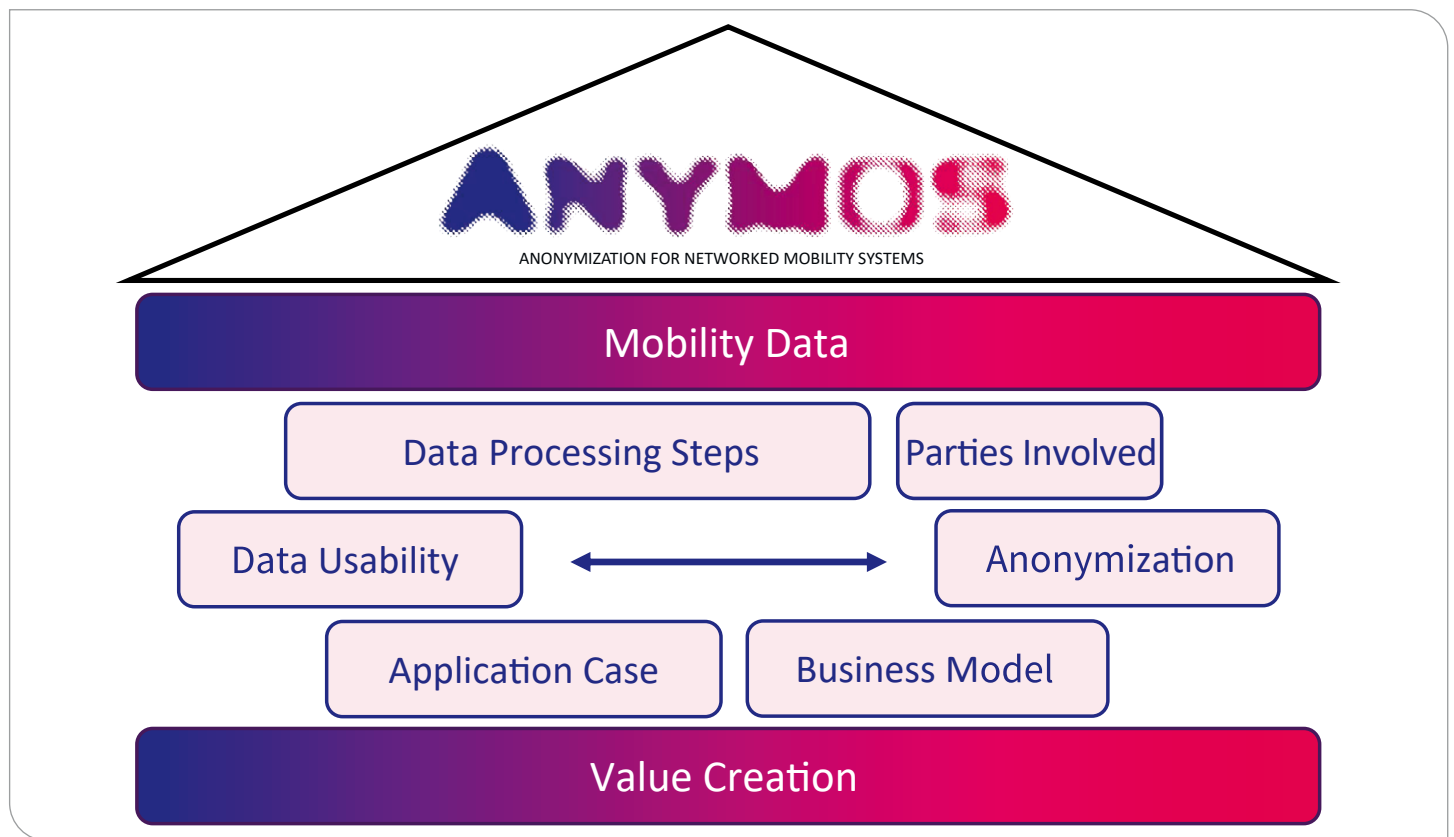 ANYMOS
ANONYMIZATION FOR NETWORKED MOBILITY SYSTEMS
Mobility Data
Data Processing Steps
Parties Involved
Data Usability
Anonymization
Application Case
Business Model
Value Creation